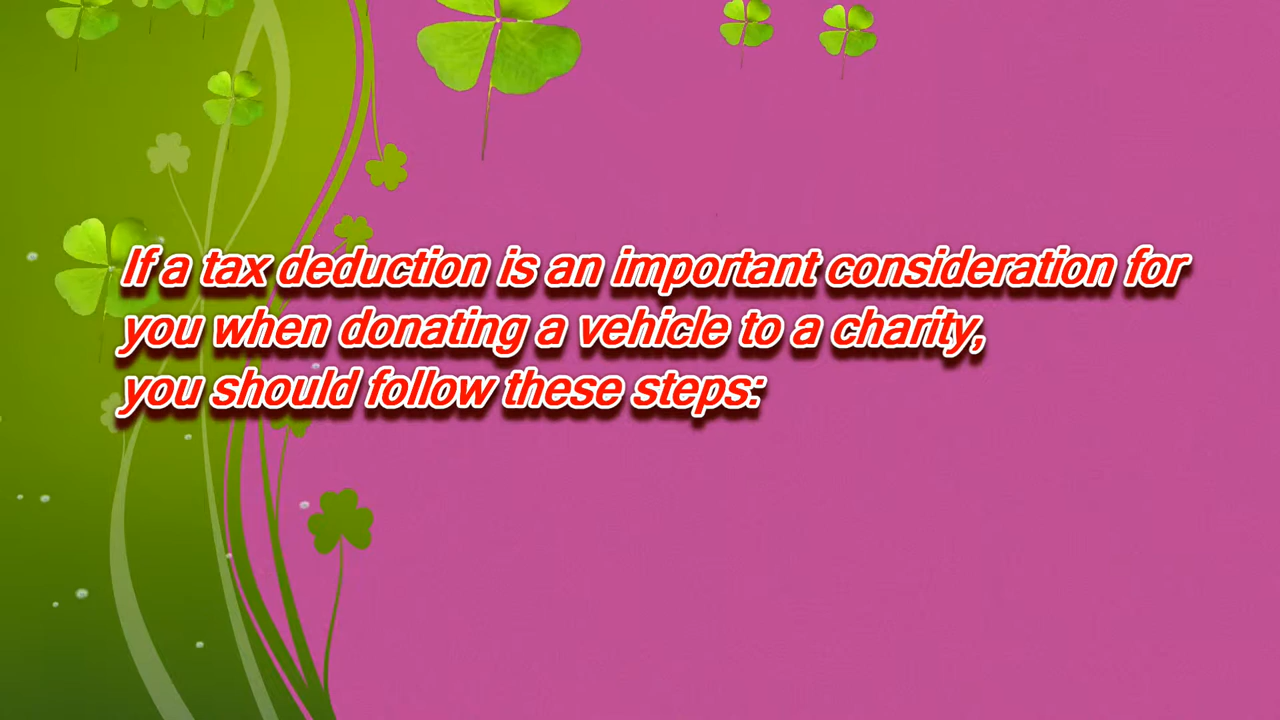 If a tax deduction is an important consideration for
you when donating a vehicle to a charity,
you should follow these steps: